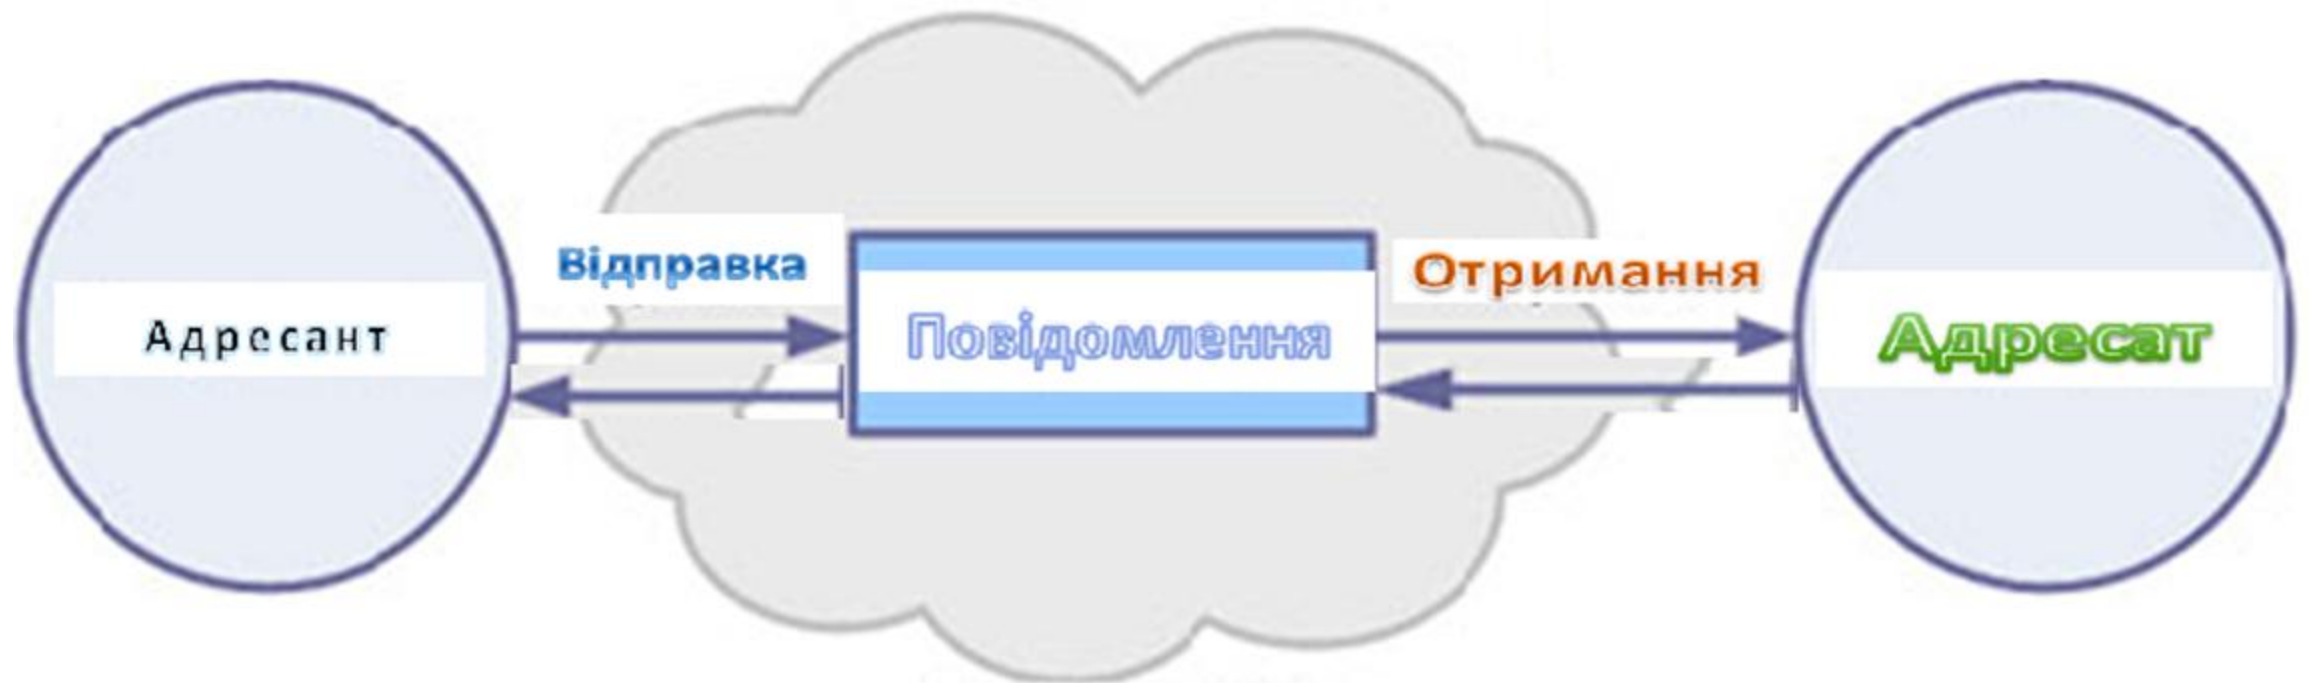 Відправка
Отримання
Адресант
Повідомлення
Адресат